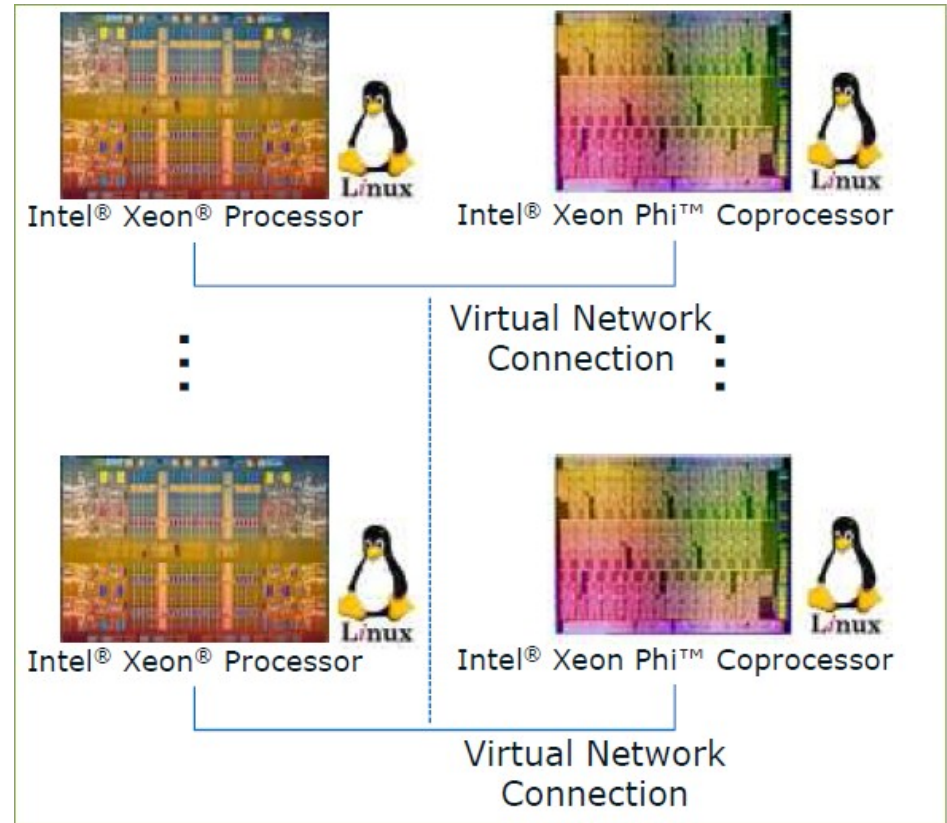 Linux
Linux
Intel® Xeon® Processor
Intel® Xeon Phi™ Coprocessor
Virtual Network
Connection
Linux
Linux
Intel® Xeon® Processor
Intel® Xeon Phi™ Coprocessor
Virtual Network
Connection